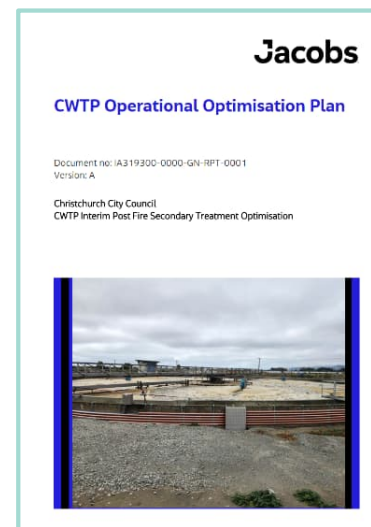 Jacobs
CWTP Operational Optimisation Plan
Document no: IA319300-0000-GN-RPT-0001
Version: A
Christchurch City Council
CWTP Interim Post Fire Secondary Treatment Optimisation